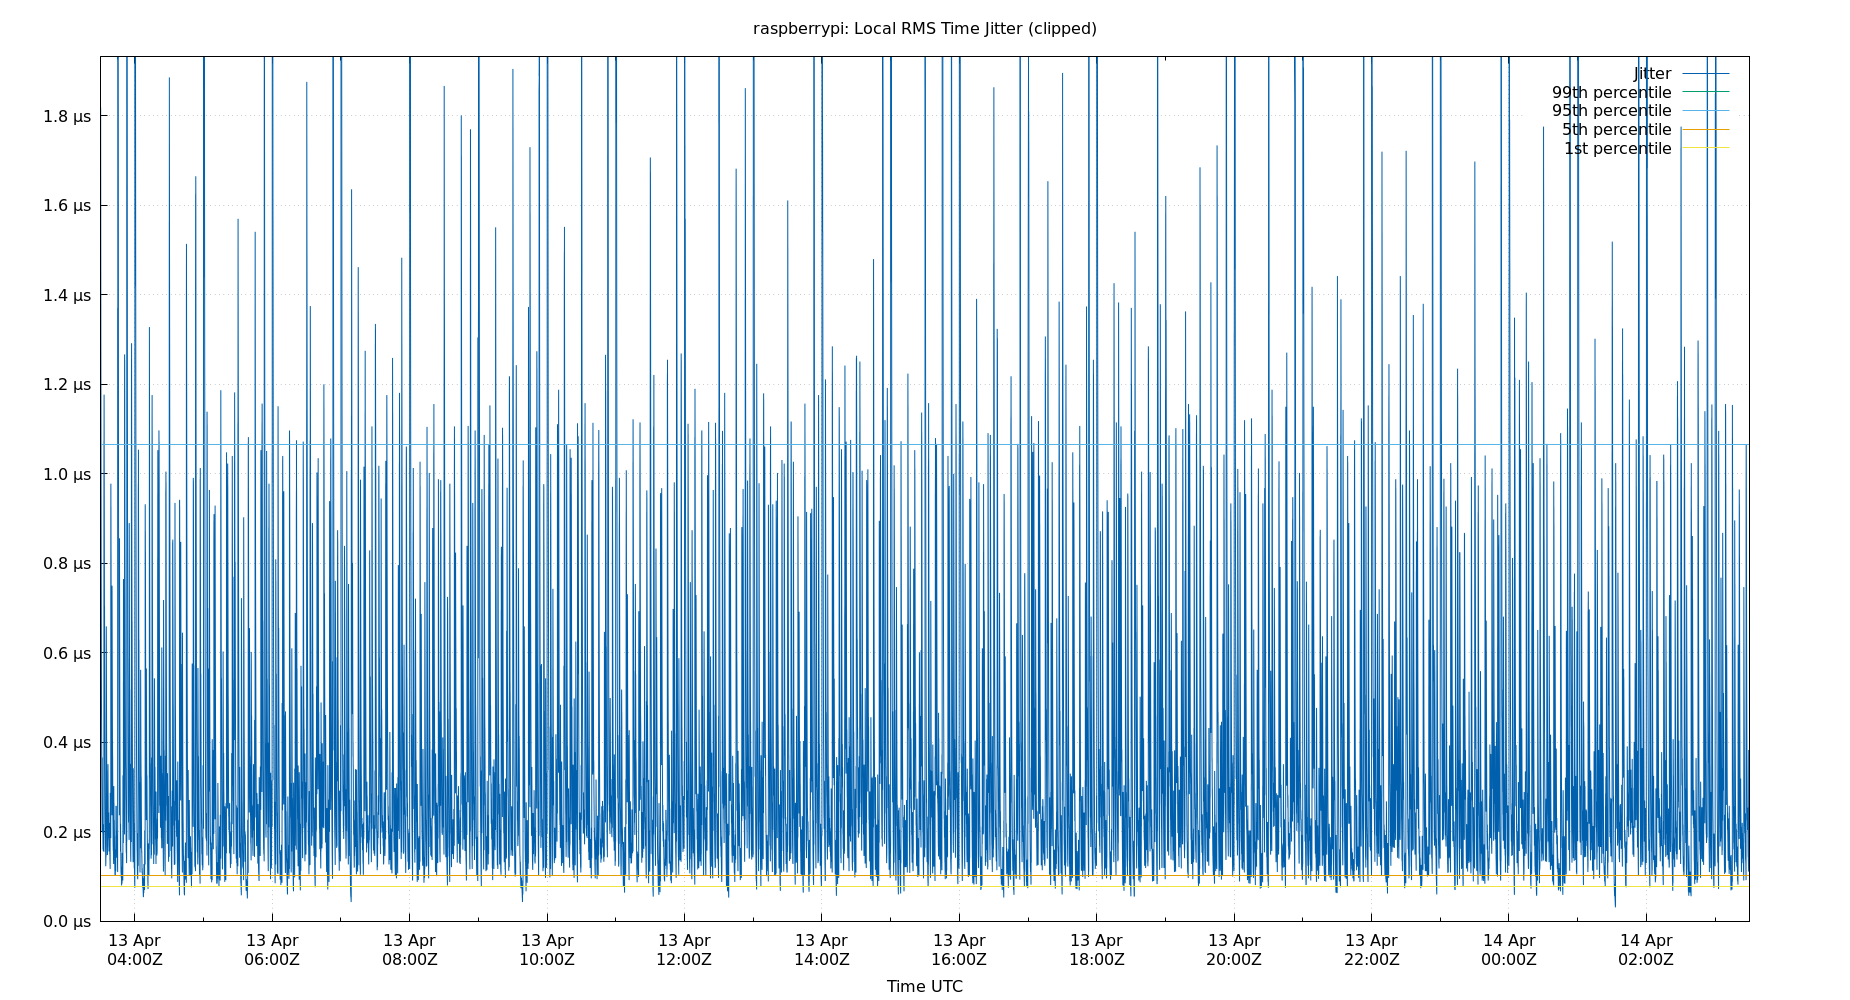 raspberrypi: Local RMS Time Jitter (clipped)
Jitter
99th percentile
95th percentile
5th percentile
1st percentile
1.8 µs
1.6 µs
1.4 µs
1.2 µs
1.0 µs
0.8 µs
0.6 µs
0.4 µs
0.2 µs
0.0 µs
13 Apr 13 Apr 13 Apr 13 Apr 13 Apr 13 Apr 13 Apr 13 Apr 13 Apr 13 Apr 14 Apr 14 Apr
04:00Z 06:00Z 08:00Z 10:00Z 12:00Z 14:00Z 16:00Z 18:00Z 20:00Z 22:00Z 00:00Z 02:00Z
Time UTC